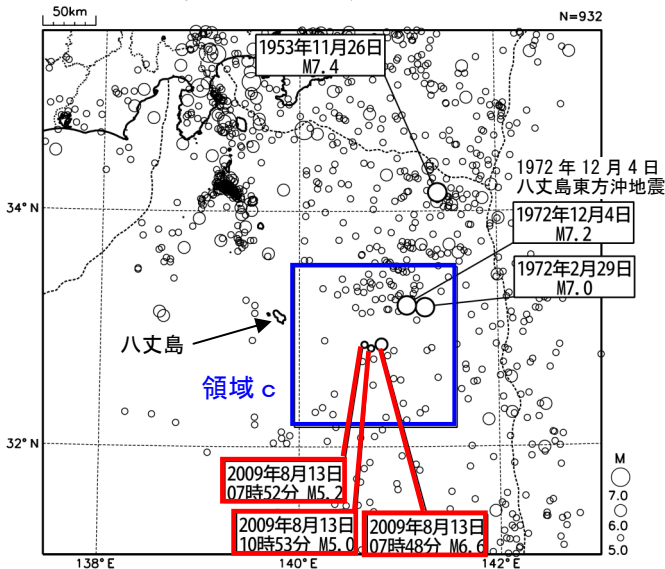 50km
N=932
1953年11月26日
M7.4
1972年12月4日
八丈島東方沖地震
1972年12月4日
M7.2
1972年2月29日
M7.0
34°N
八丈島
領域c
32°N
2009年8月13日
07時52分 M5.2
2009年8月13日
10時53分 M5.0
2009年8月13日
07時48分 M6.6
M
7.0
6.0
5.0
138°E
140°E
142°E